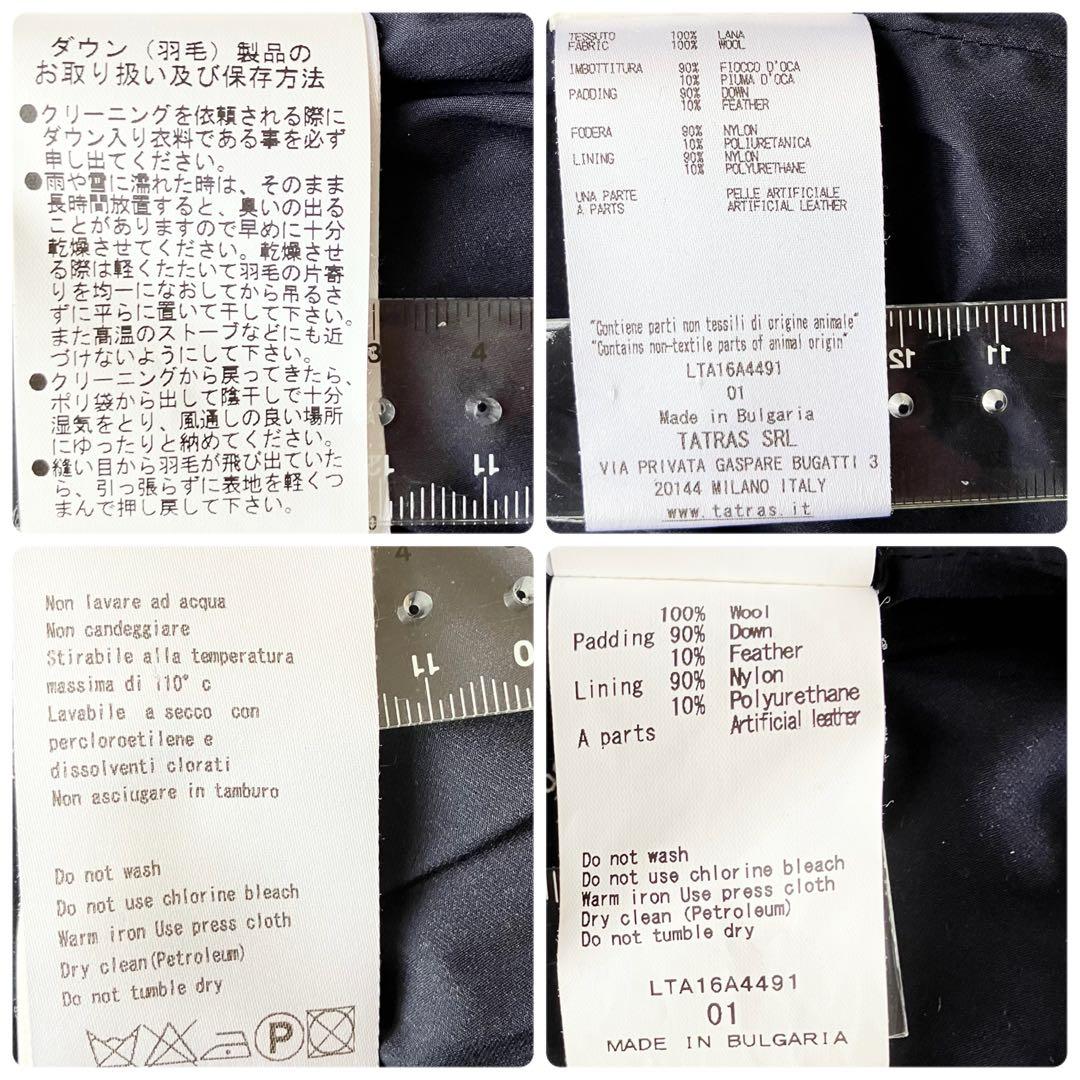 ダウン（羽毛）製品の
お取り扱い及び保存方法
●クリーニングを依頼される際に
ダウン入り衣料である事を必ず
申し出てください。
●雨や雪に濡れた時は、そのまま
長時間放置すると、臭いの出る
ことがありますので早めに十分
乾燥させてください。乾燥させ
る際は軽くたたいて羽毛の片寄
りを均一になおしてから吊るさ
ずに平らに置いて干して下さい。
また高温のストーブなどにも近
づけないようにして下さい。
●クリーニングから戻ってきたら、
ポリ袋から出して陰干しで十分
湿気をとり、風通しの良い場所
にゆったりと納めてください。
●縫い目から羽毛が飛び出ていた
ら、引っ張らずに表地を軽くつ
まんで押し戻して下さい。
3 4
11
TESSUTO 100% LANA
FABRIC 100% WOOL
IMBOTTITURA 90% FIOCCO D'OCA
10% PIUMA D'OCA
PADDING 90% DOWN
10% FEATHER
FODERA 90% NYLON
10% POLIURETANICA
LINING 90% NYLON
10% POLYURETHANE
UNA PARTE PELLE ARTIFICIALE
A PARTS ARTIFICIAL LEATHER
"Contiene parti non tessili di origine animale"
"Contains non-textile parts of animal origin"
LTA16A4491
01
Made in Bulgaria
TATRAS SRL
VIA PRIVATA GASPARE BUGATTI 3
20144 MILANO ITALY
www.tatras.it
12 11
Non lavare ad acqua
Non candeggiare
Stirabile alla temperatura
massima di 110° c
Lavabile a secco con
percloroetilene e
dissolventi clorati
Non asciugare in tamburo
Do not wash
Do not use chlorine bleach
Warm iron Use press cloth
Dry clean(Petroleum)
Do not tumble dry
P
4
11 0
100% Wool
Padding 90% Down
10% Feather
Lining 90% Nylon
10% Polyurethane
A parts Artificial leather
Do not wash
Do not use chlorine bleach
Warm iron Use press cloth
Dry clean (Petroleum)
Do not tumble dry
LTA16A4491
01
MADE IN BULGARIA